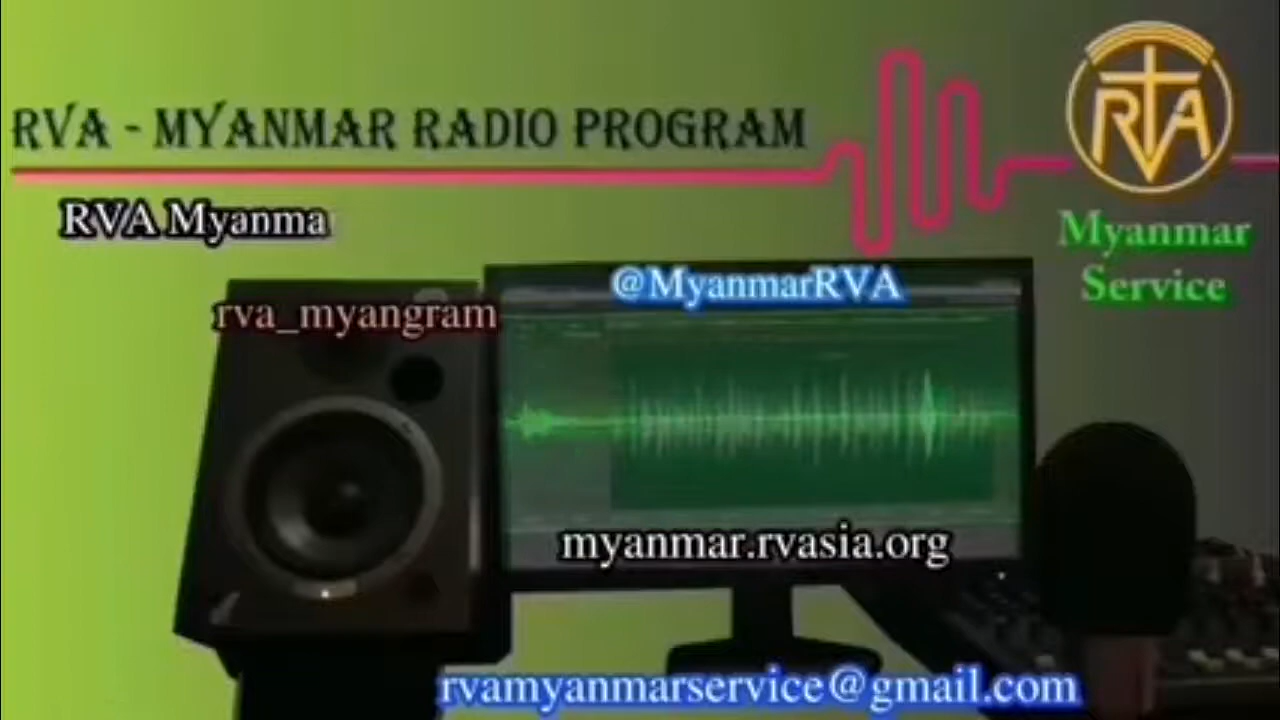 RVA - MYANMAR RADIO PROGRAM
RVA
Myanmar
Service
RVA Myanma
@MyanmarRVA
rva_myangram
myanmar.rvasia.org
rvamyanmarservice@gmail.com